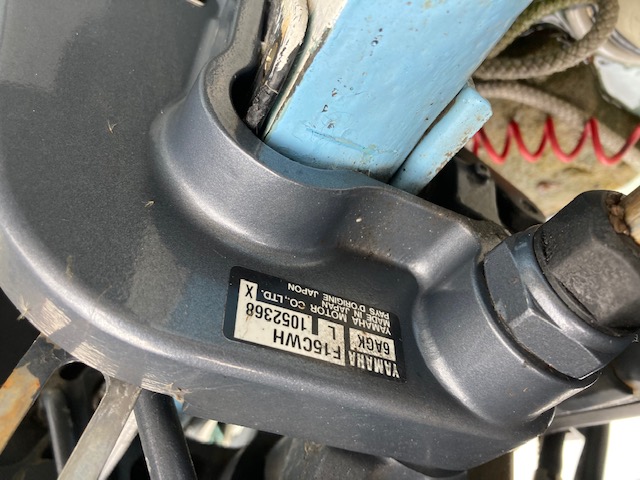 YAMAHA
F15CWH
6AGK L 1052368 X
YAMAHA MOTOR CO.,LTD.
MADE IN JAPAN
PAYS D'ORIGINE JAPON